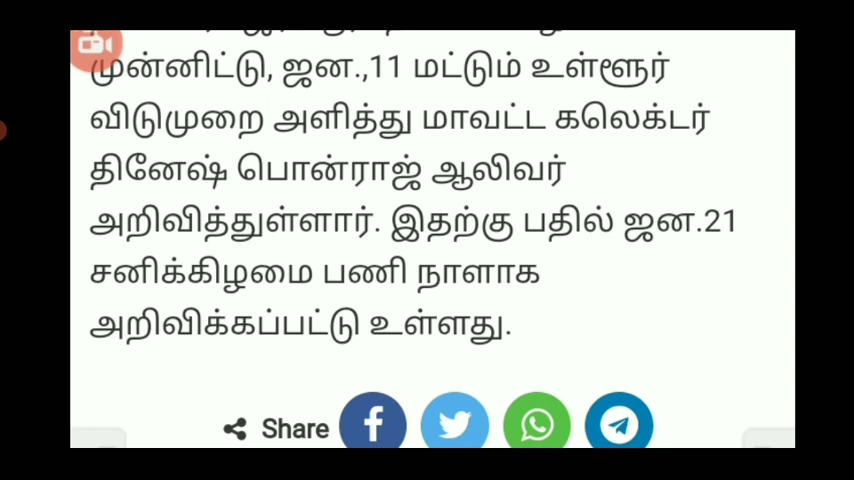 முன்னிட்டு, ஜன.,11 மட்டும் உள்ளூர்
விடுமுறை அளித்து மாவட்ட கலெக்டர்
தினேஷ் பொன்ராஜ் ஆலிவர்
அறிவித்துள்ளார். இதற்கு பதில் ஜன.21
சனிக்கிழமை பணி நாளாக
அறிவிக்கப்பட்டு உள்ளது.
Share